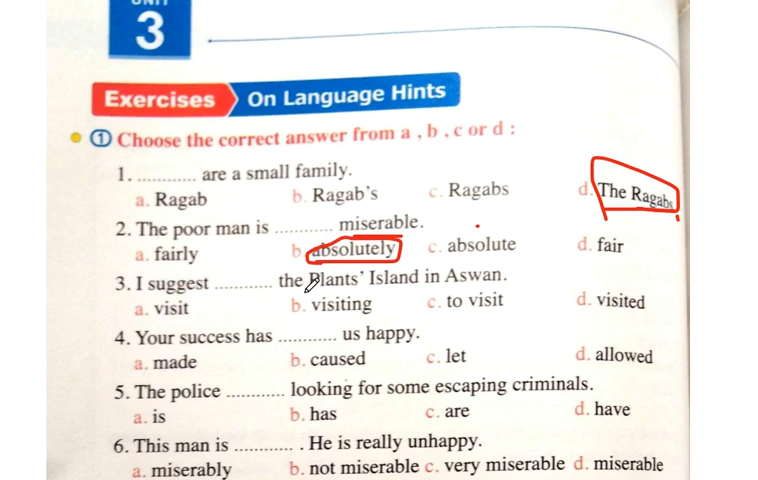 UNIT
3
Exercises On Language Hints
1 Choose the correct answer from a , b , c or d :
1. ............ are a small family.
a. Ragab b. Ragab's c. Ragabs d. The Ragabs
2. The poor man is ............ miserable.
a. fairly b absolutely c. absolute d. fair
3. I suggest ............ the Plants' Island in Aswan.
a. visit b. visiting c. to visit d. visited
4. Your success has ............ us happy.
a. made b. caused c. let d. allowed
5. The police ............ looking for some escaping criminals.
a. is b. has c. are d. have
6. This man is ............ . He is really unhappy.
a. miserably b. not miserable c. very miserable d. miserable